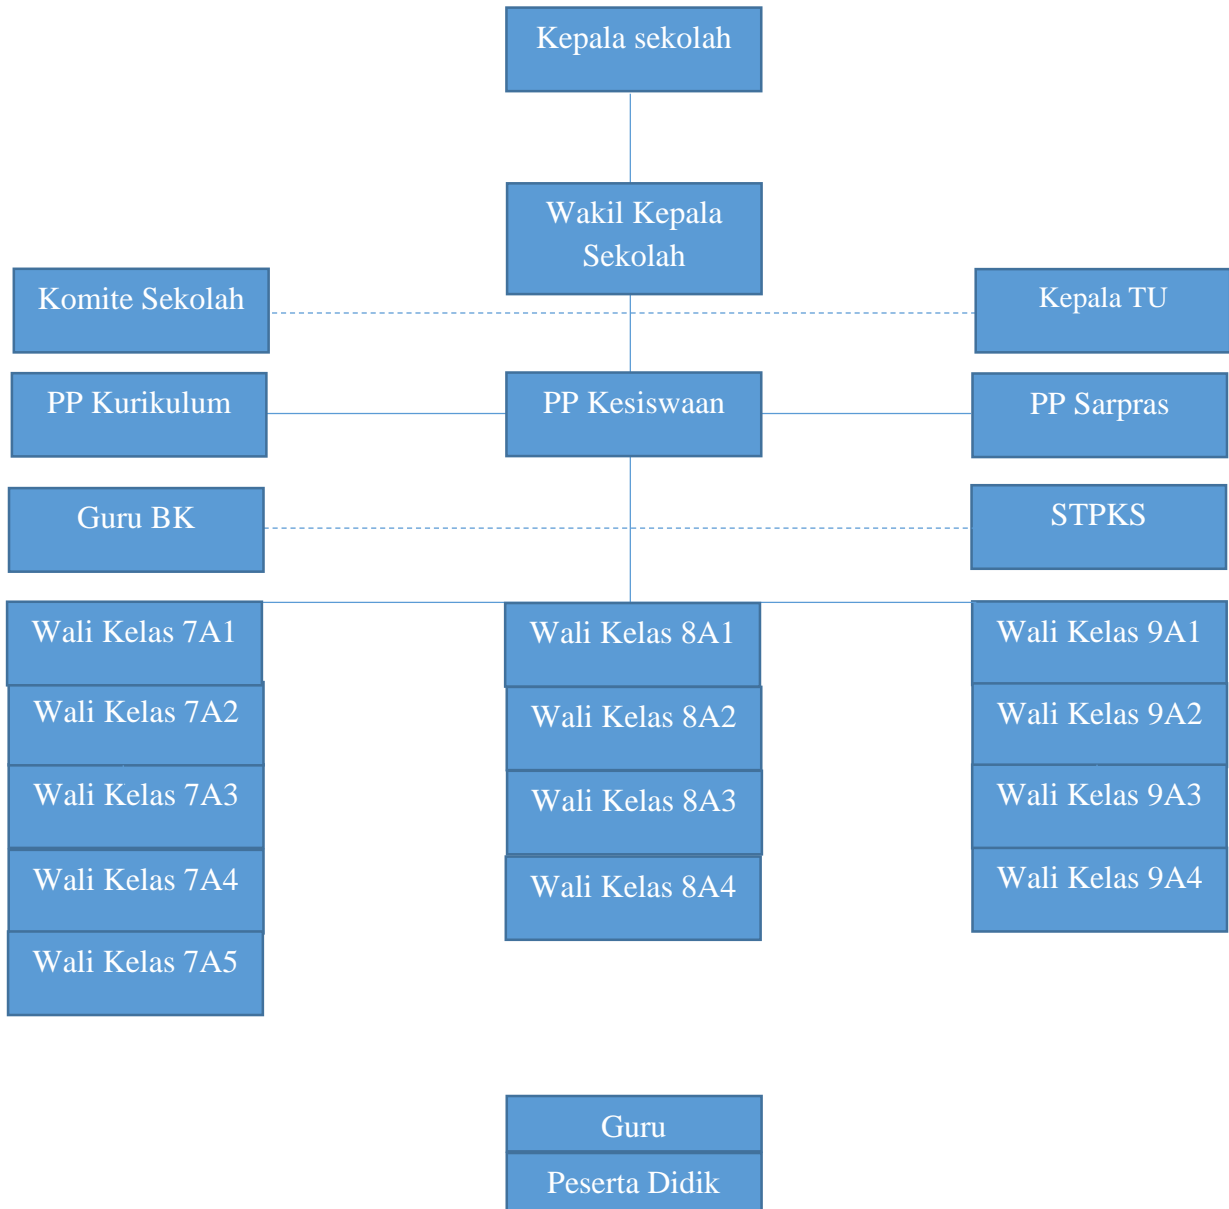 Kepala sekolah
Wakil Kepala
Sekolah
Komite Sekolah
Kepala TU
PP Kurikulum
PP Kesiswaan
PP Sarpras
Guru BK
STPKS
Wali Kelas 7A1
Wali Kelas 8A1
Wali Kelas 9A1
Wali Kelas 7A2
Wali Kelas 8A2
Wali Kelas 9A2
Wali Kelas 7A3
Wali Kelas 8A3
Wali Kelas 9A3
Wali Kelas 7A4
Wali Kelas 8A4
Wali Kelas 9A4
Wali Kelas 7A5
Guru
Peserta Didik